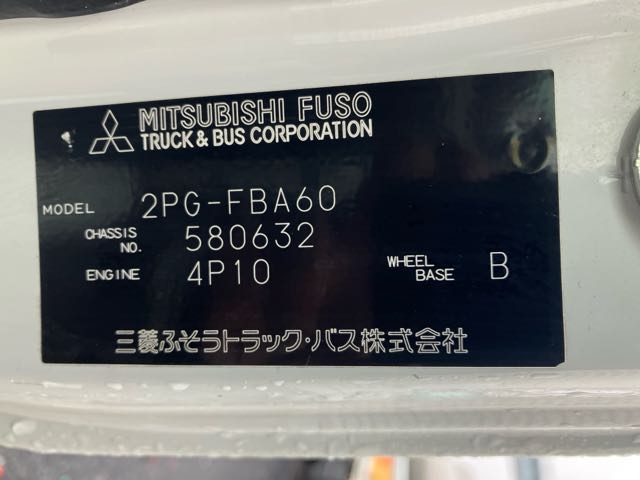 MITSUBISHI FUSO
TRUCK & BUS CORPORATION
MODEL 2PG-FBA60
CHASSIS NO. 580632
ENGINE 4P10 WHEEL BASE B
三菱ふそうトラック・バス株式会社